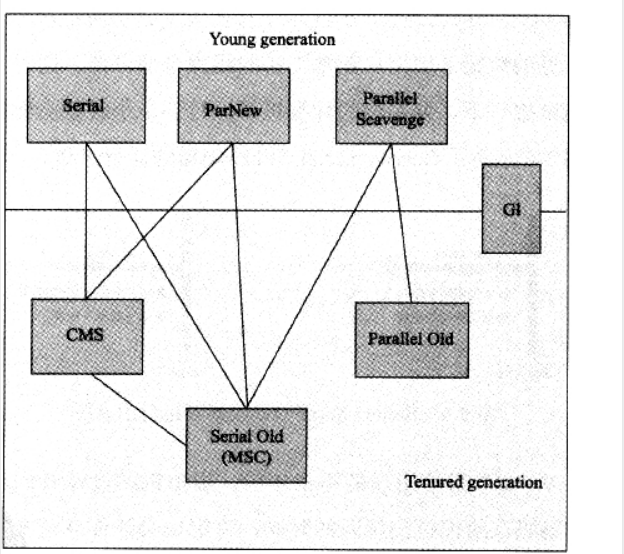 Young generation
Serial
ParNew
Parallel
Scavenge
G1
CMS
Parallel Old
Serial Old
(MSC)
Tenured generation